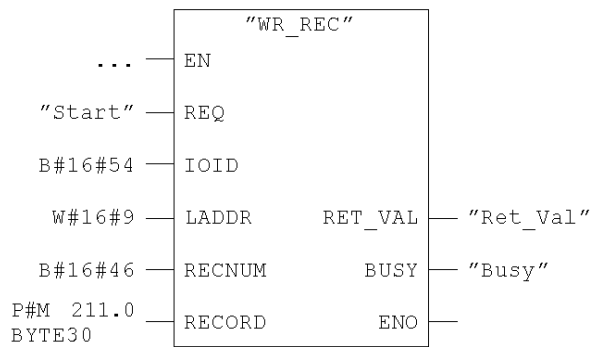 "WR_REC"
... EN
"Start" REQ
B#16#54 IOID
W#16#9 LADDR RET_VAL "Ret_Val"
B#16#46 RECNUM BUSY "Busy"
P#M 211.0
BYTE30 RECORD ENO